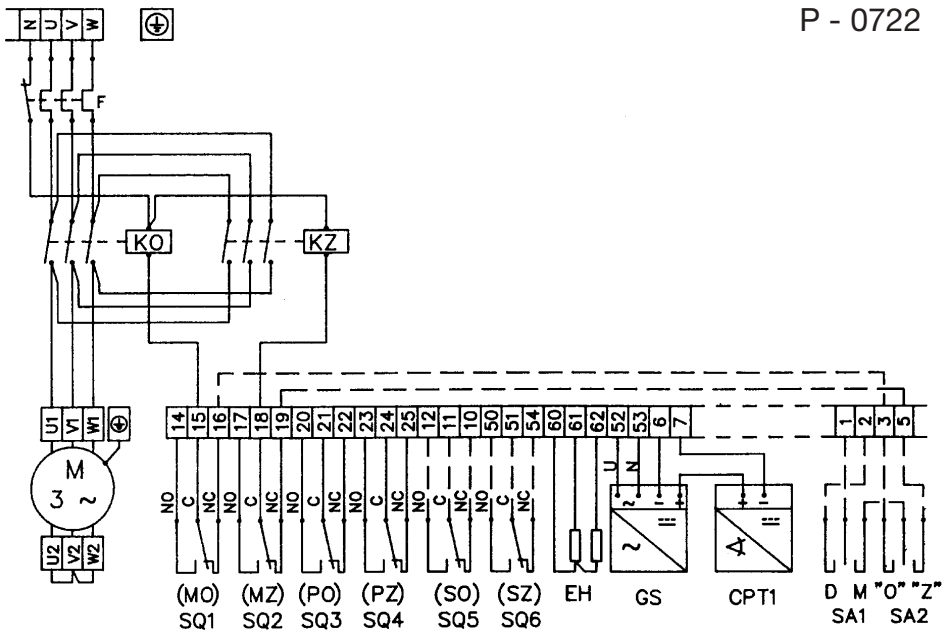 P - 0722
N U V W
F
KO KZ
U1 V1 W1
14 15 16 17 18 19 20 21 22 23 24 25 12 11 10 50 51 54 60 61 62 52 53 6 7 1 2 3 5
M
3 ~
U N
NO C NC NO C NC NO C NC NO C NC NO C NC NO C NC
~ − − +
+ −
~
U2 V2 W2
(MO) (MZ) (PO) (PZ) (SO) (SZ) EH GS CPT1 D M "O" "Z"
SQ1 SQ2 SQ3 SQ4 SQ5 SQ6 SA1 SA2